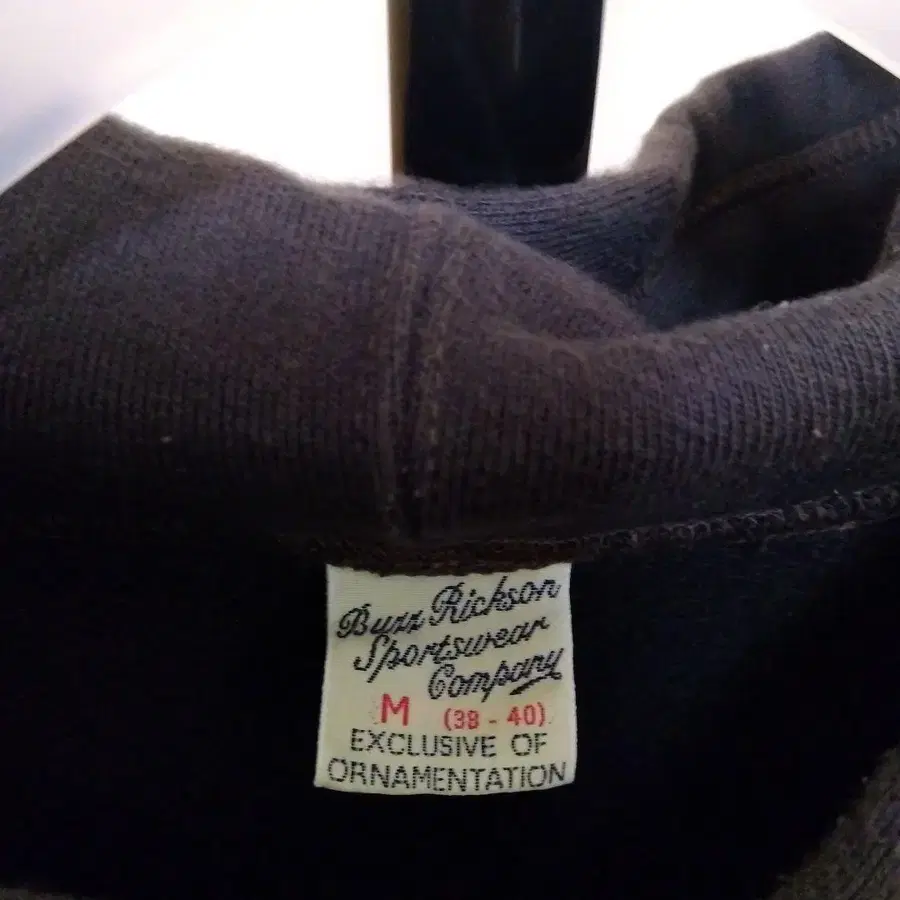 Buzz Rickson
Sportswear
Company
M (38 - 40)
EXCLUSIVE OF
ORNAMENTATION